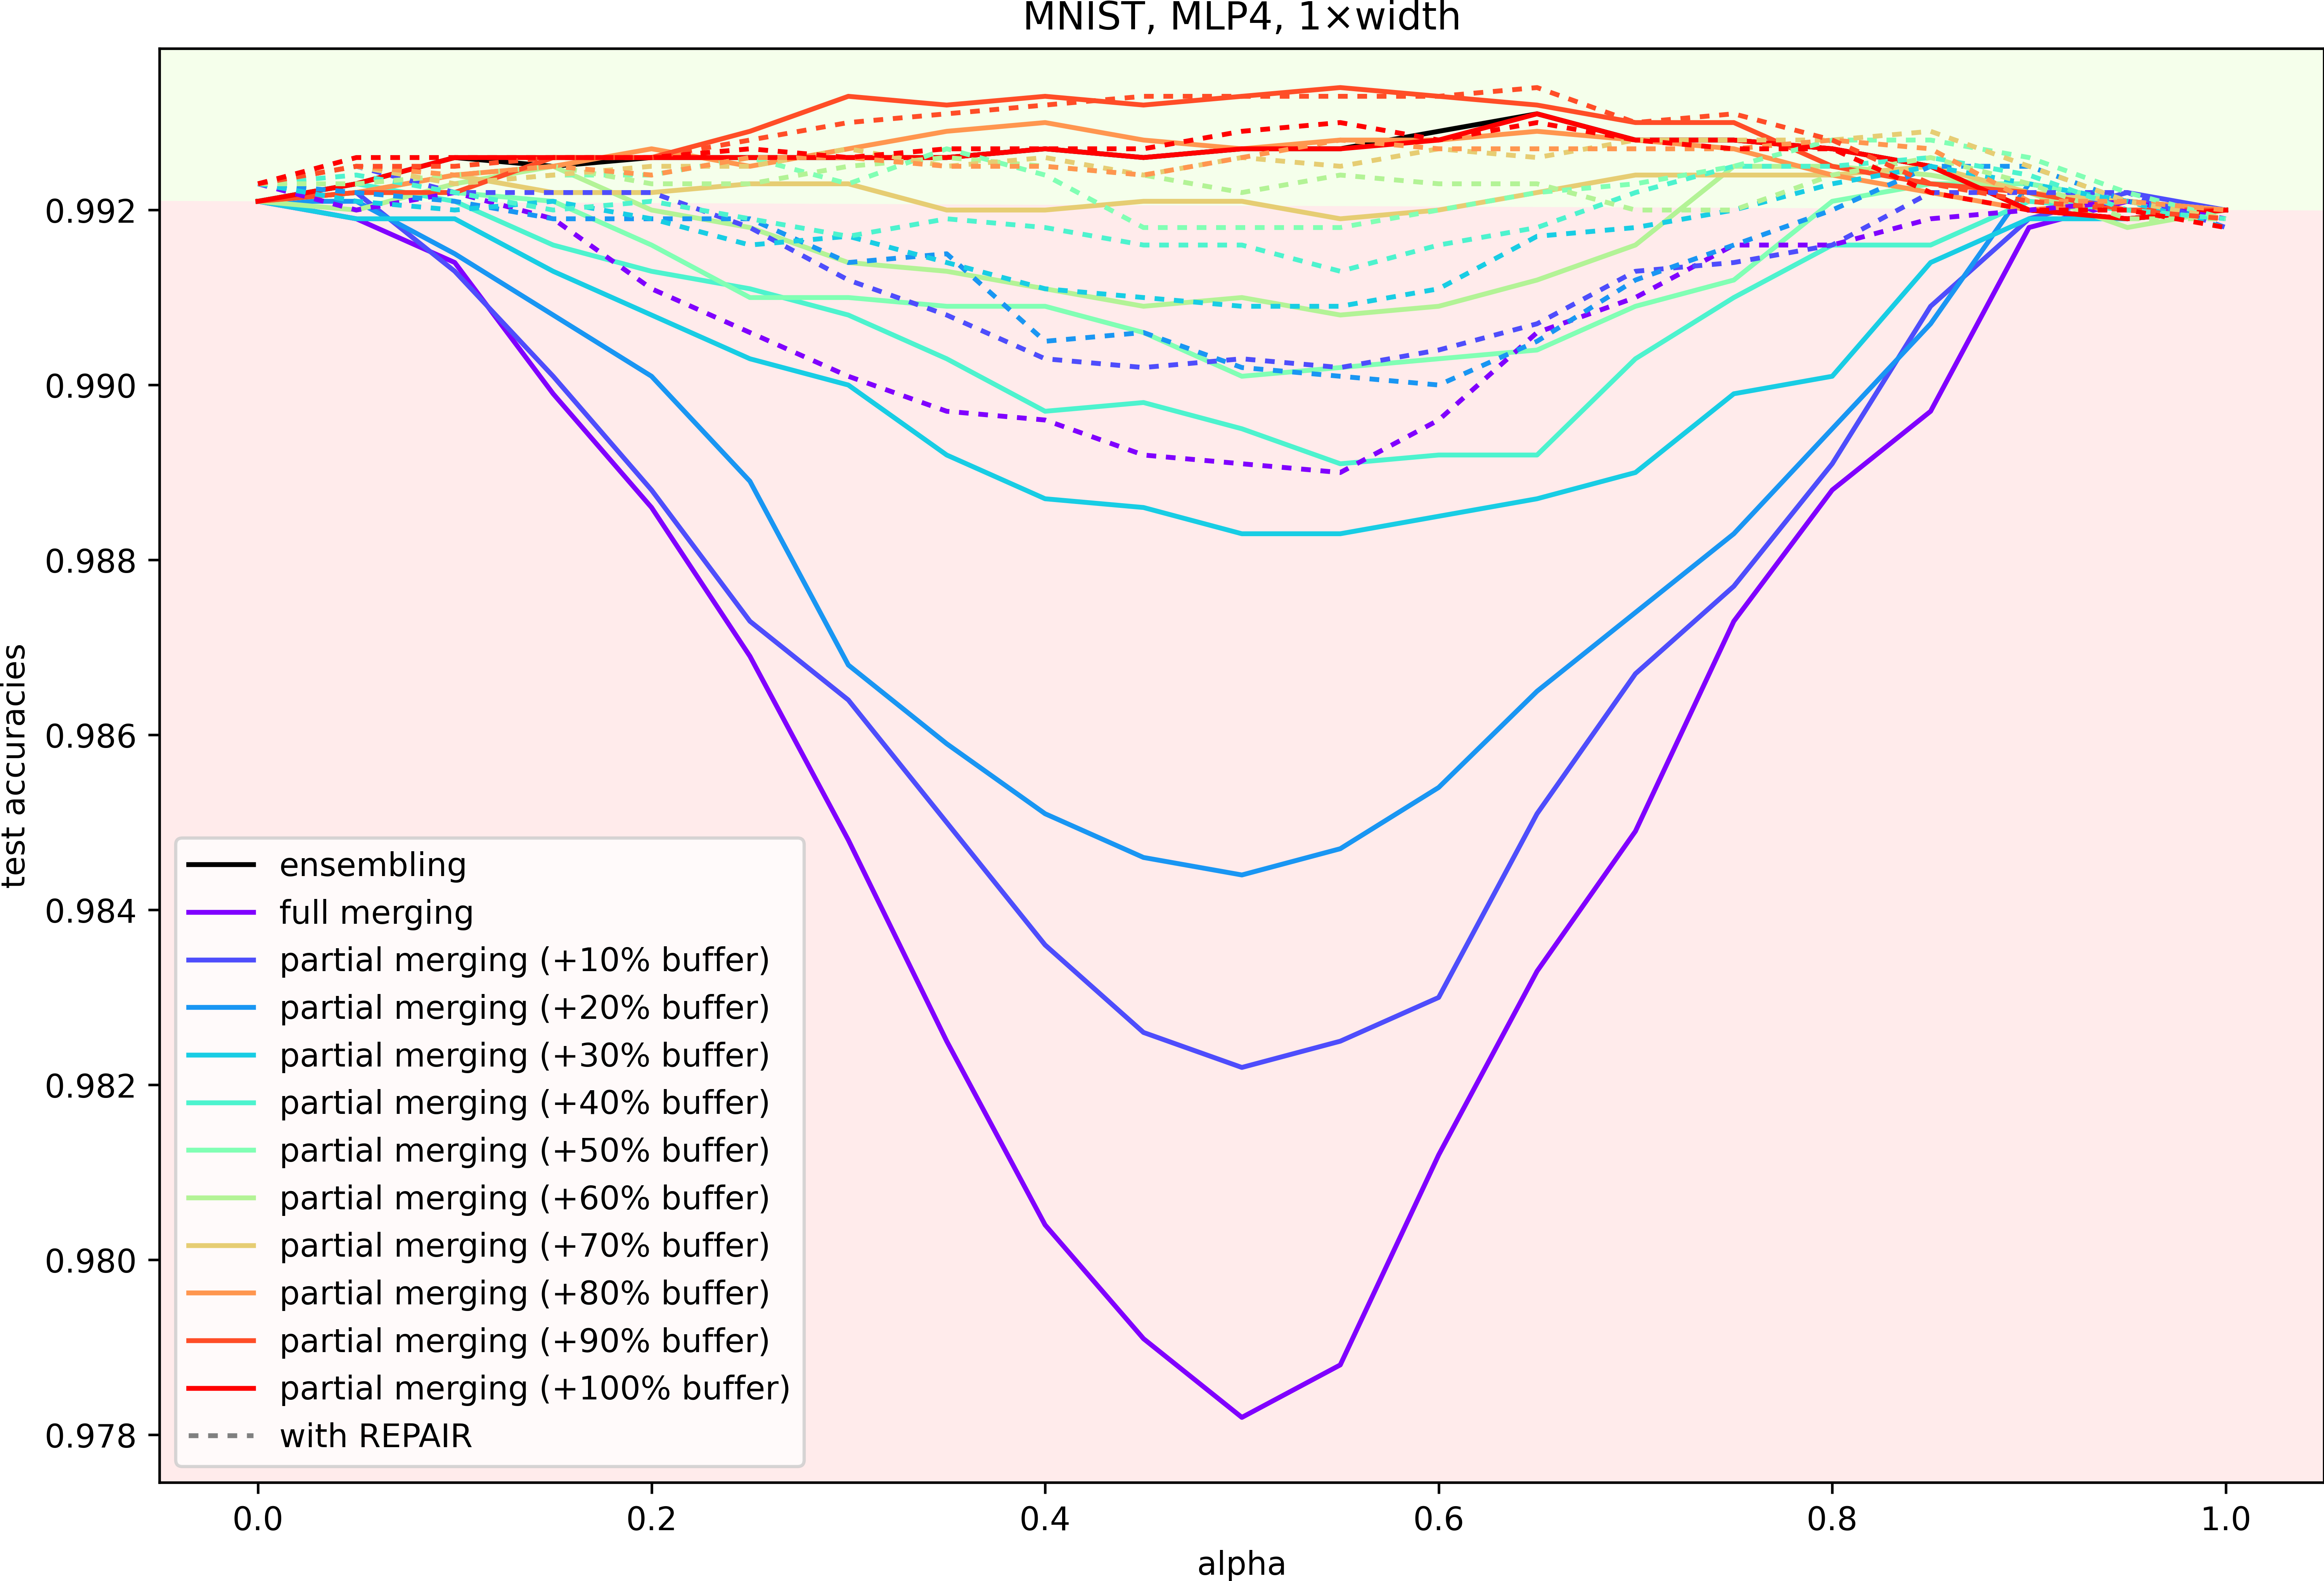 MNIST, MLP4, 1×width
test accuracies
0.992
0.990
0.988
0.986
0.984
0.982
0.980
0.978
ensembling
full merging
partial merging (+10% buffer)
partial merging (+20% buffer)
partial merging (+30% buffer)
partial merging (+40% buffer)
partial merging (+50% buffer)
partial merging (+60% buffer)
partial merging (+70% buffer)
partial merging (+80% buffer)
partial merging (+90% buffer)
partial merging (+100% buffer)
with REPAIR
0.0 0.2 0.4 0.6 0.8 1.0
alpha